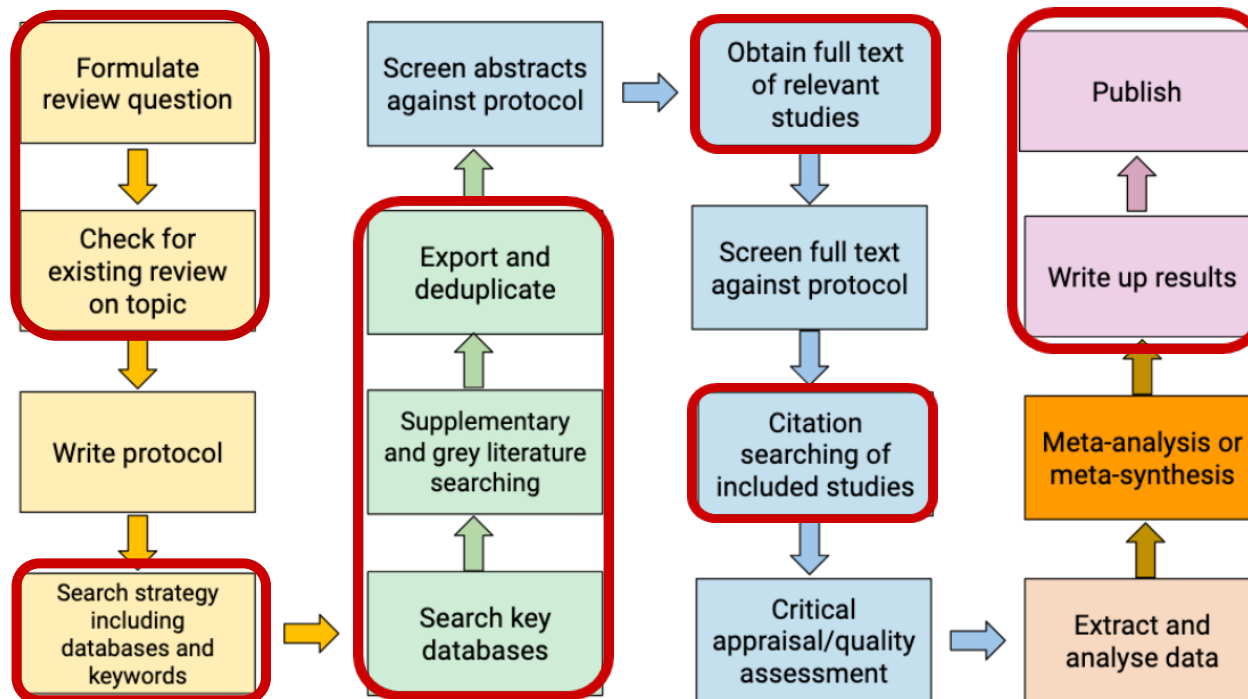 Formulate
review question
Check for
existing review
on topic
Write protocol
Search strategy
including
databases and
keywords
Search key
databases
Supplementary
and grey literature
searching
Export and
deduplicate
Screen abstracts
against protocol
Obtain full text
of relevant
studies
Screen full text
against protocol
Citation
searching of
included studies
Critical
appraisal/quality
assessment
Extract and
analyse data
Meta-analysis or
meta-synthesis
Write up results
Publish